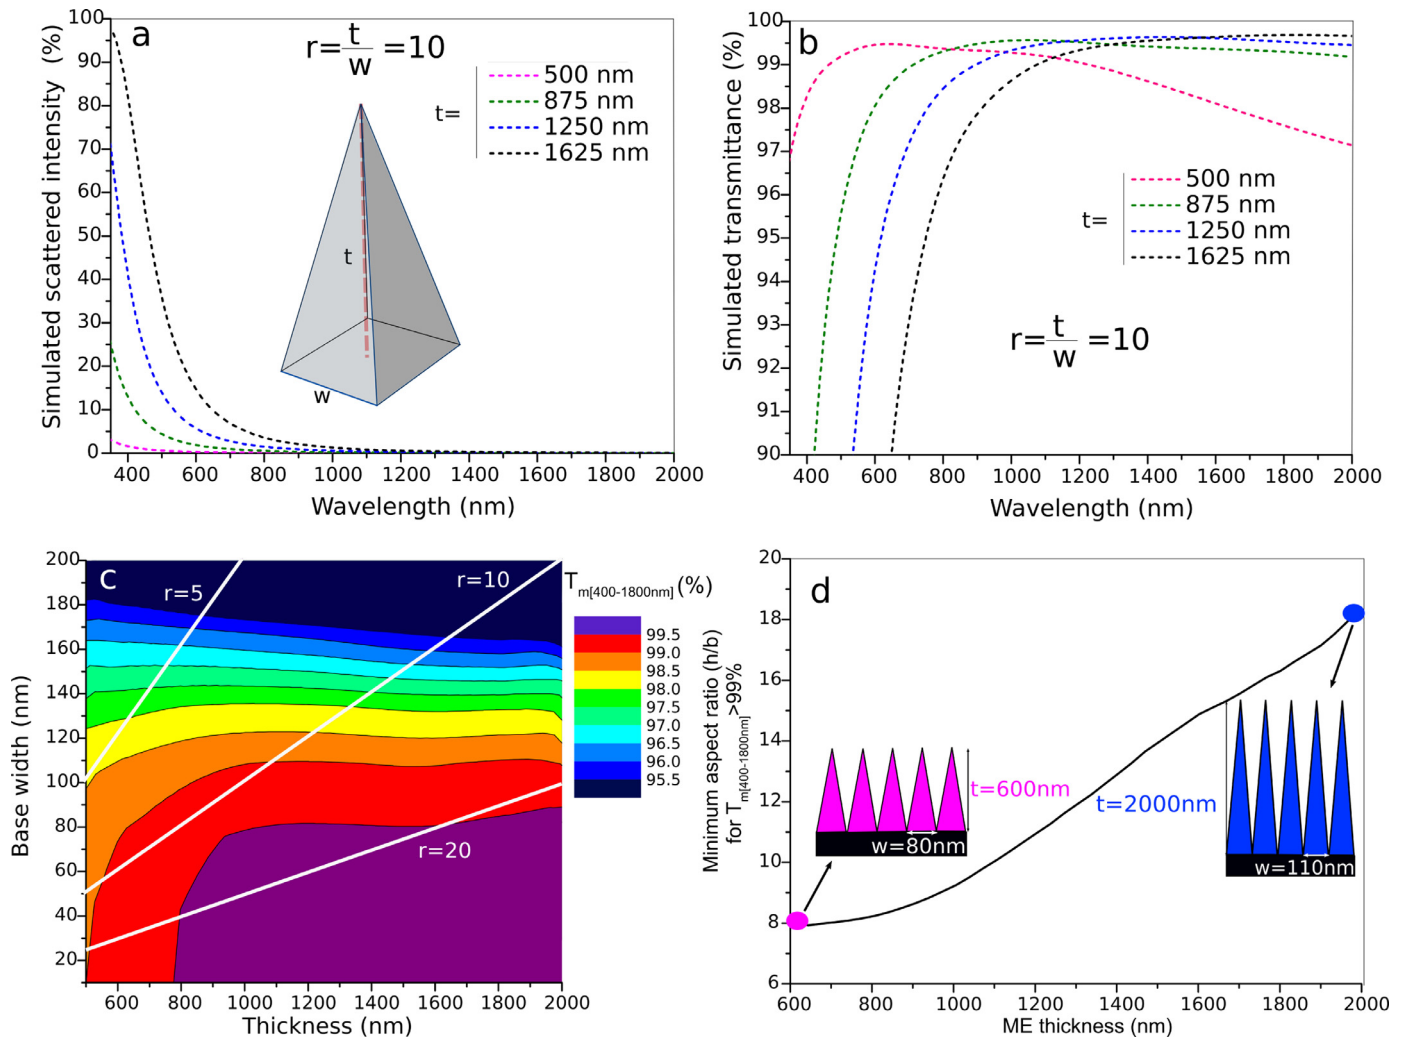 a
r=t/w=10
t=
500 nm
875 nm
1250 nm
1625 nm
t
w
Simulated scattered intensity (%)
100
90
80
70
60
50
40
30
20
10
0
400 600 800 1000 1200 1400 1600 1800 2000
Wavelength (nm)
b
t=
500 nm
875 nm
1250 nm
1625 nm
r=t/w=10
Simulated transmittance (%)
100
99
98
97
96
95
94
93
92
91
90
400 600 800 1000 1200 1400 1600 1800 2000
Wavelength (nm)
c
r=5
r=10
r=20
Base width (nm)
200
180
160
140
120
100
80
60
40
20
600 800 1000 1200 1400 1600 1800 2000
Thickness (nm)
Tm[400-1800nm](%)
99.5
99.0
98.5
98.0
97.5
97.0
96.5
96.0
95.5
d
Minimum aspect ratio (h/b)
for Tm[400-1800nm]>99%
20
18
16
14
12
10
8
6
t=600nm
w=80nm
t=2000nm
w=110nm
600 800 1000 1200 1400 1600 1800 2000
ME thickness (nm)